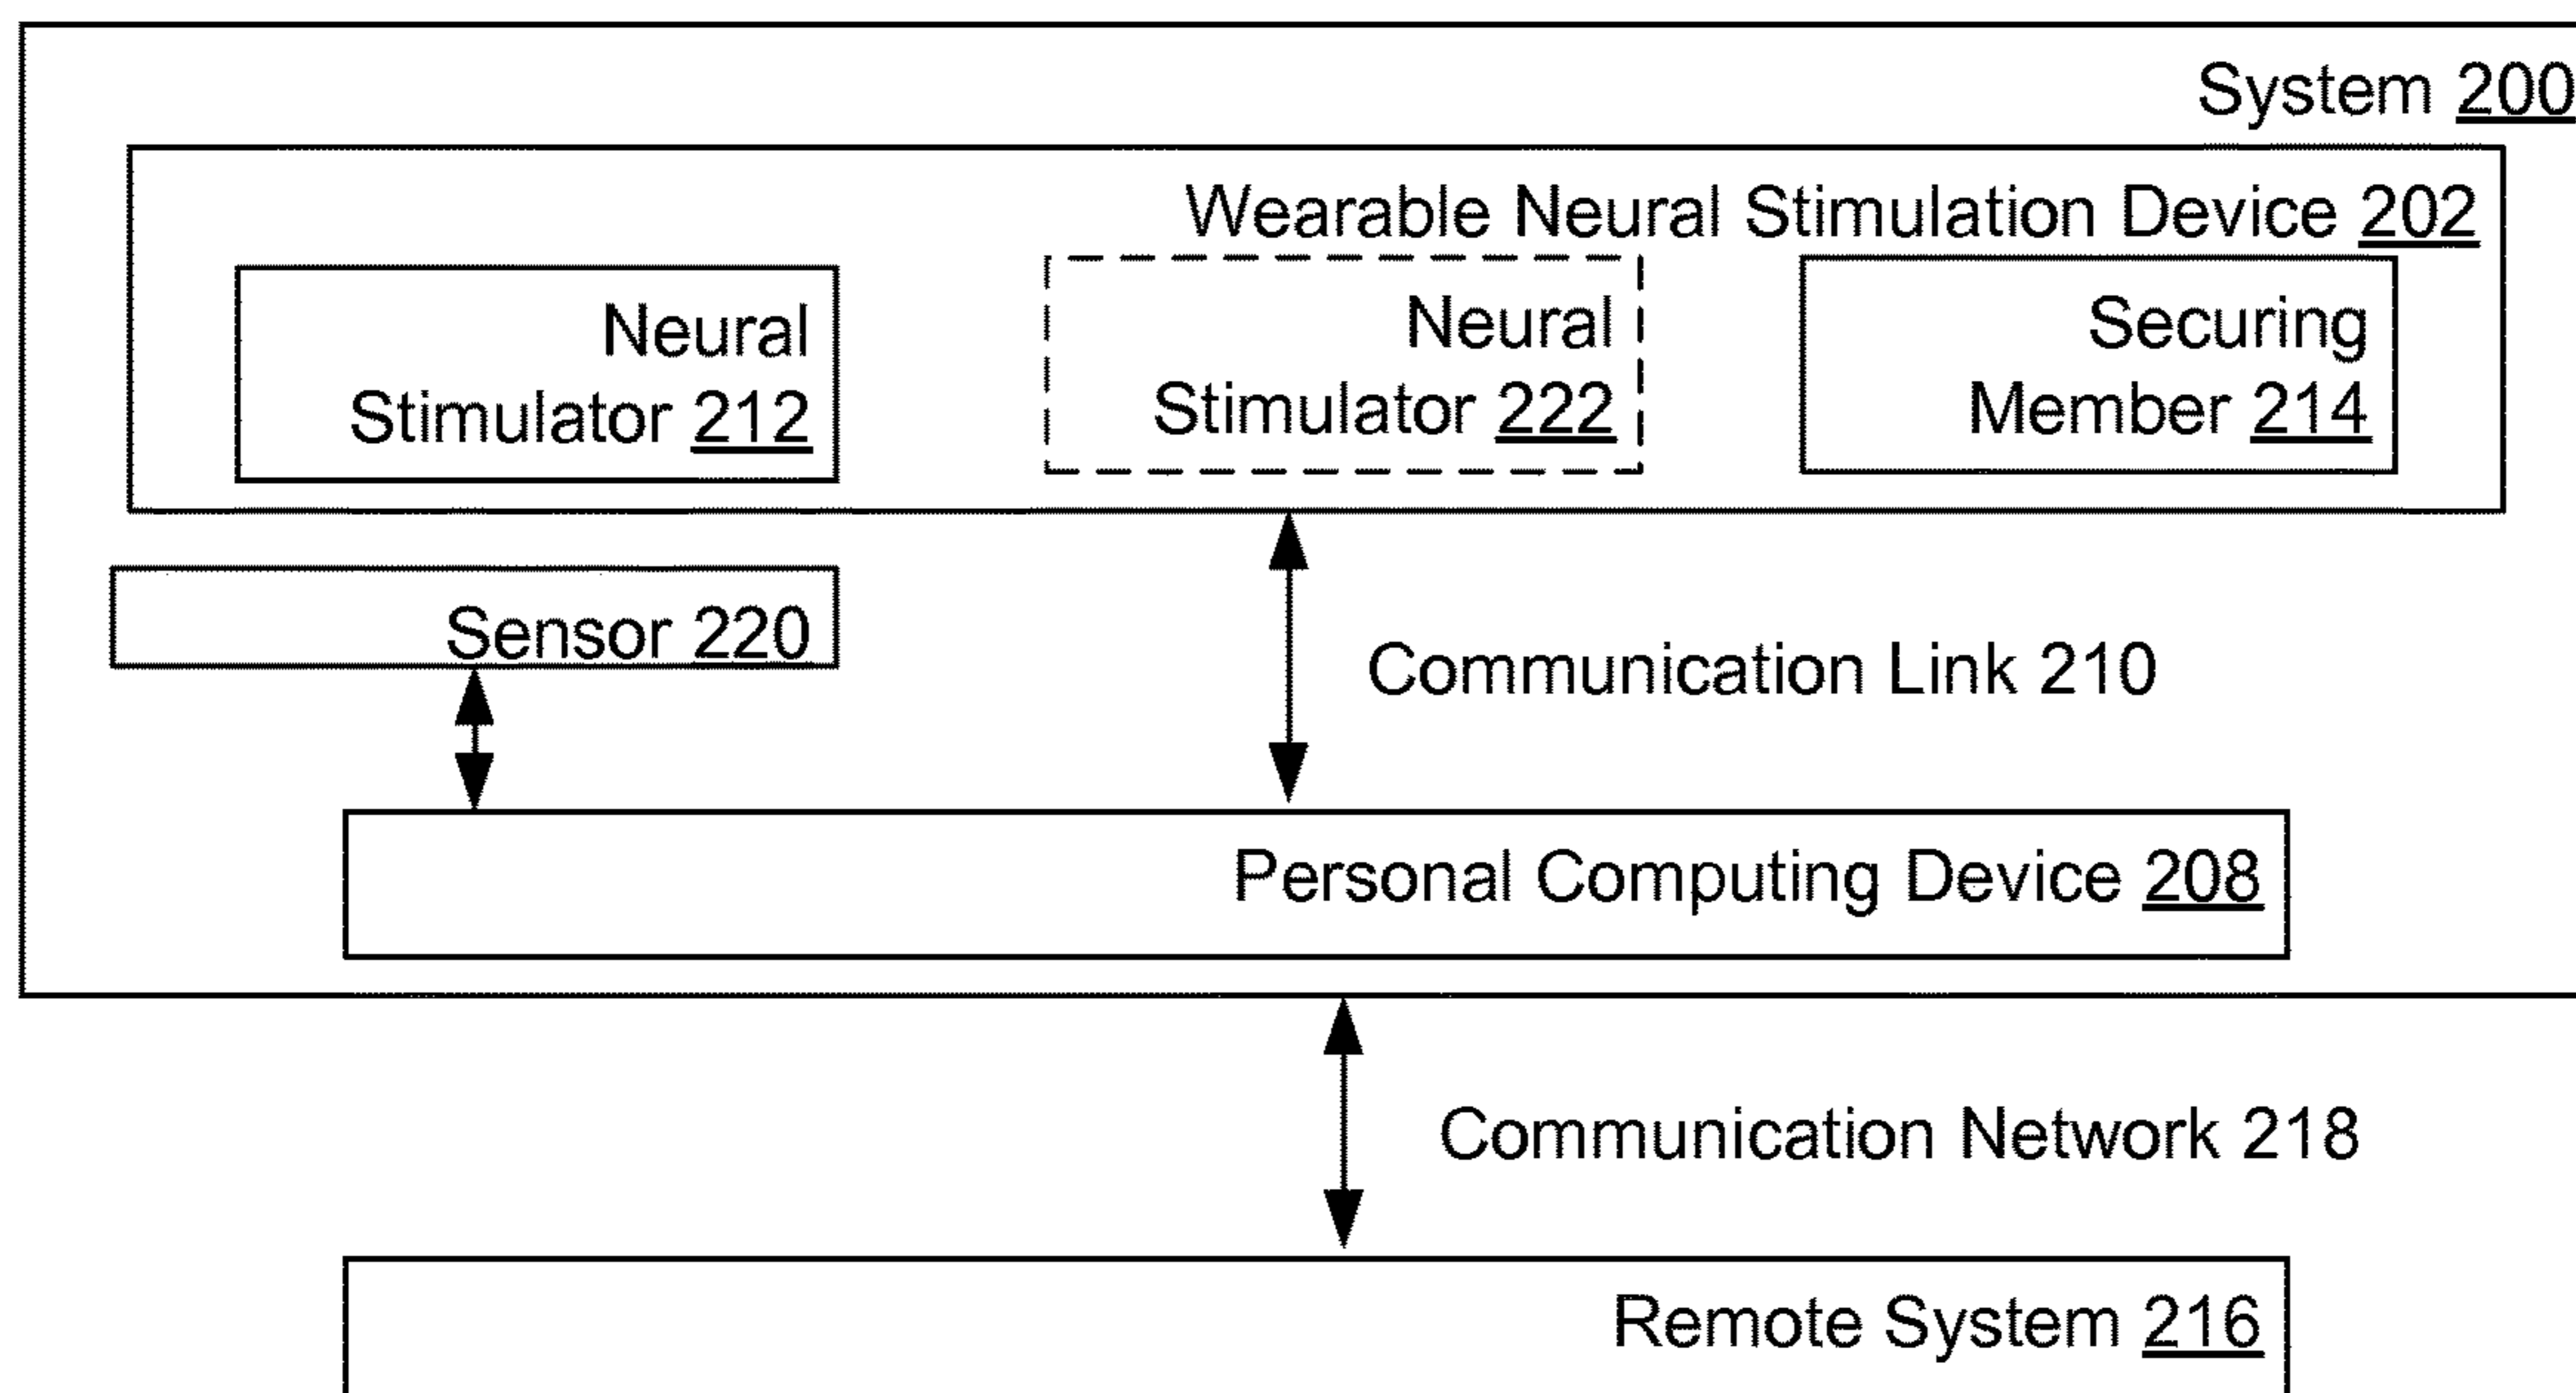 System 200
Wearable Neural Stimulation Device 202
Neural
Stimulator 212
Neural
Stimulator 222
Securing
Member 214
Sensor 220
Communication Link 210
Personal Computing Device 208
Communication Network 218
Remote System 216